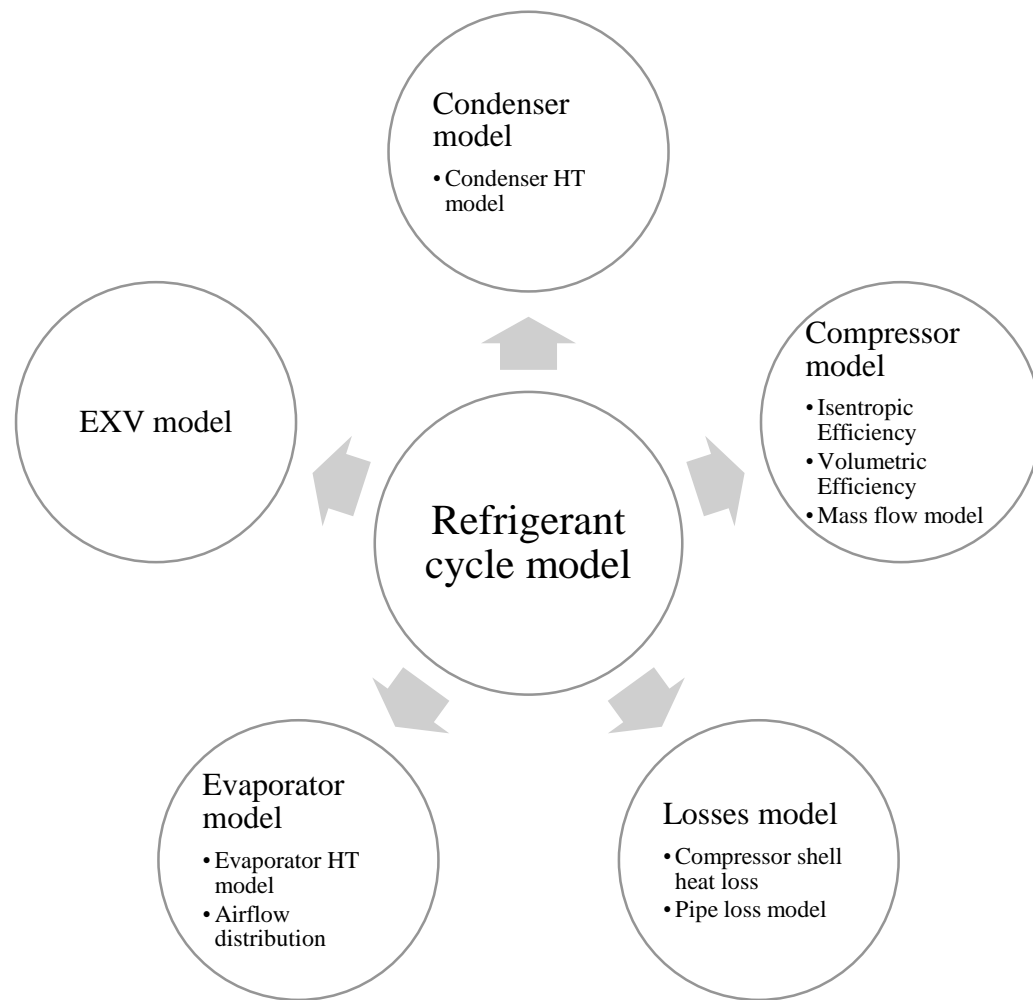 Condenser
model
• Condenser HT
model
Compressor
model
• Isentropic
Efficiency
• Volumetric
Efficiency
• Mass flow model
EXV model
Refrigerant
cycle model
Evaporator
model
• Evaporator HT
model
• Airflow
distribution
Losses model
• Compressor shell
heat loss
• Pipe loss model